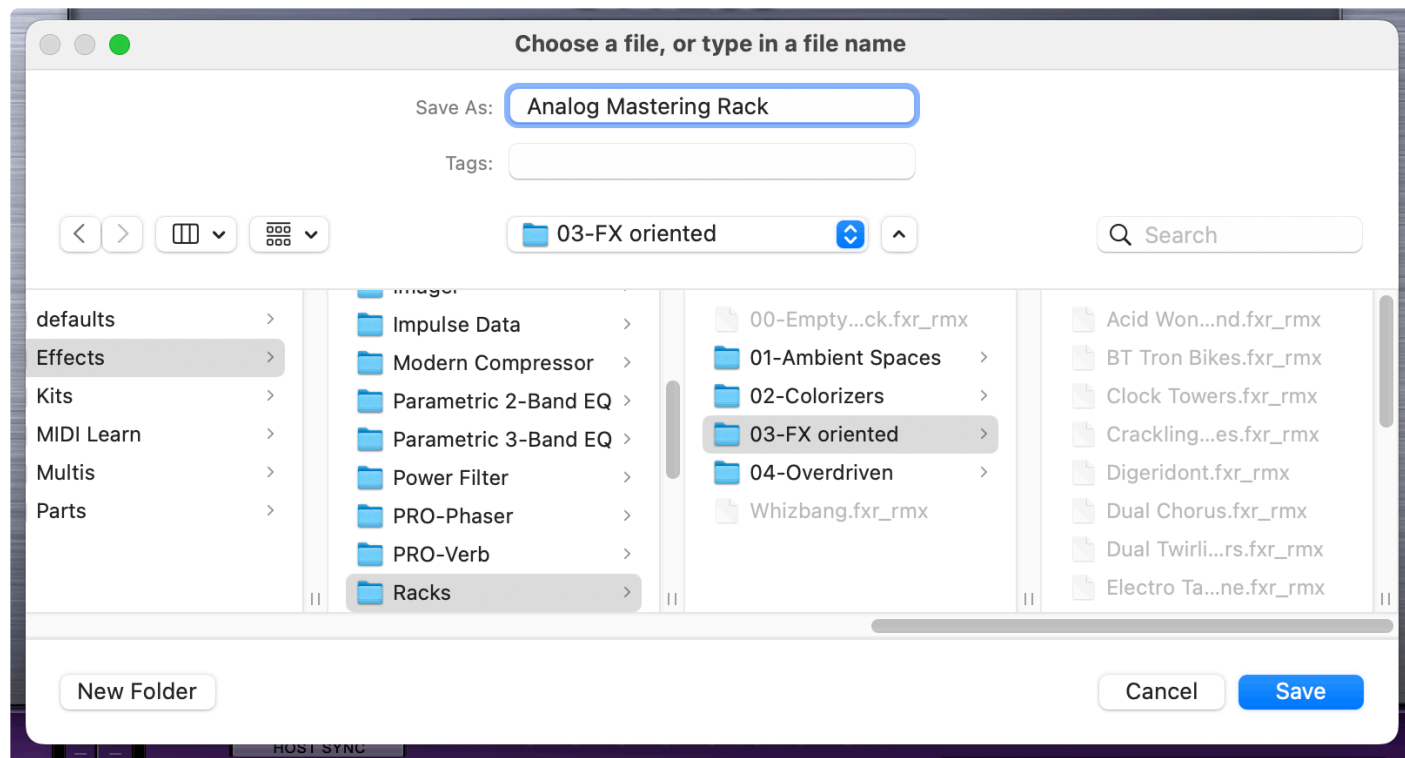 Choose a file, or type in a file name
Save As: Analog Mastering Rack
Tags:
03-FX oriented
Search
defaults
Effects
Kits
MIDI Learn
Multis
Parts
Imager
Impulse Data
Modern Compressor
Parametric 2-Band EQ
Parametric 3-Band EQ
Power Filter
PRO-Phaser
PRO-Verb
Racks
00-Empty...ck.fxr_rmx
01-Ambient Spaces
02-Colorizers
03-FX oriented
04-Overdriven
Whizbang.fxr_rmx
Acid Won...nd.fxr_rmx
BT Tron Bikes.fxr_rmx
Clock Towers.fxr_rmx
Crackling...es.fxr_rmx
Digeridont.fxr_rmx
Dual Chorus.fxr_rmx
Dual Twirli...rs.fxr_rmx
Electro Ta...ne.fxr_rmx
New Folder
Cancel
Save
HOST SYNC